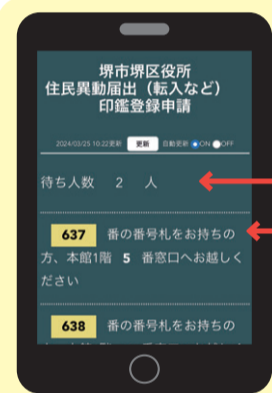 堺市堺区役所
住民異動届出（転入など）
印鑑登録申請
2024/03/25 10:22更新 更新 自動更新 ON OFF
待ち人数 2 人
637 番の番号札をお持ちの
方、本館1階 5 番窓口へお越しく
ださい
638 番の番号札をお持ちの